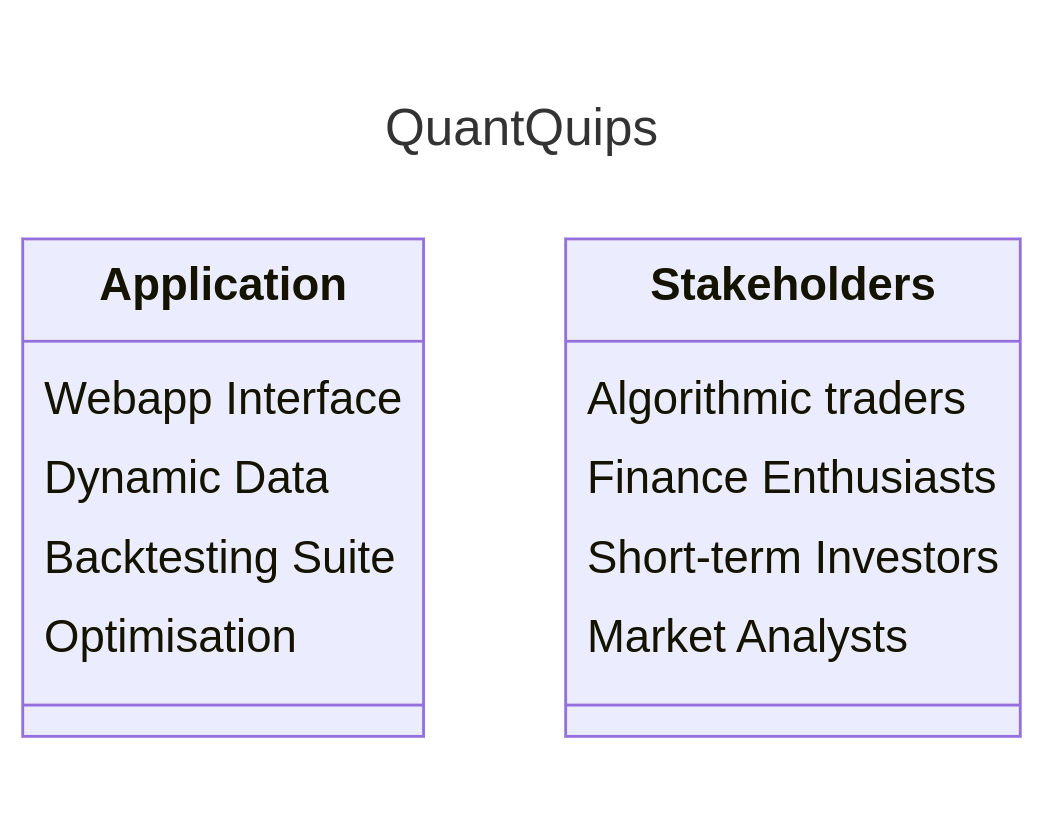 QuantQuips
Application
Webapp Interface
Dynamic Data
Backtesting Suite
Optimisation
Stakeholders
Algorithmic traders
Finance Enthusiasts
Short-term Investors
Market Analysts